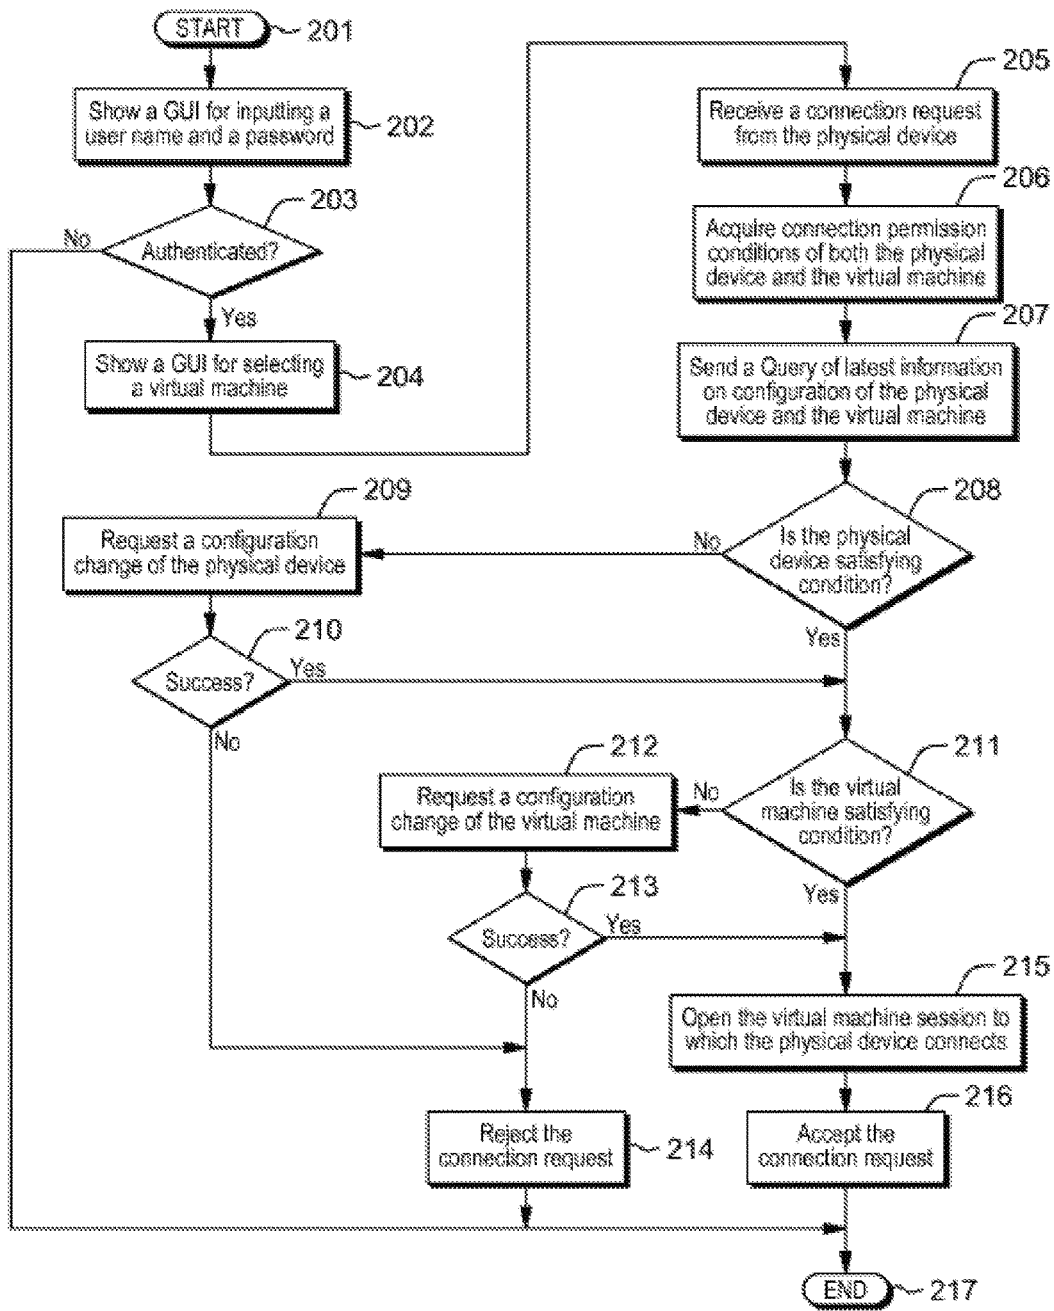 START
201
Show a GUI for inputting a
user name and a password
202
203
No
Authenticated?
Yes
Show a GUI for selecting
a virtual machine
204
205
Receive a connection request
from the physical device
206
Acquire connection permission
conditions of both the physical
device and the virtual machine
207
Send a Query of latest information
on configuration of the physical
device and the virtual machine
208
Is the physical
device satisfying
condition?
No
Yes
209
Request a configuration
change of the physical device
210
Success?
Yes
No
211
Is the virtual
machine satisfying
condition?
No
Yes
212
Request a configuration
change of the virtual machine
213
Success?
Yes
No
Reject the
connection request
214
215
Open the virtual machine session to
which the physical device connects
216
Accept the
connection request
END
217